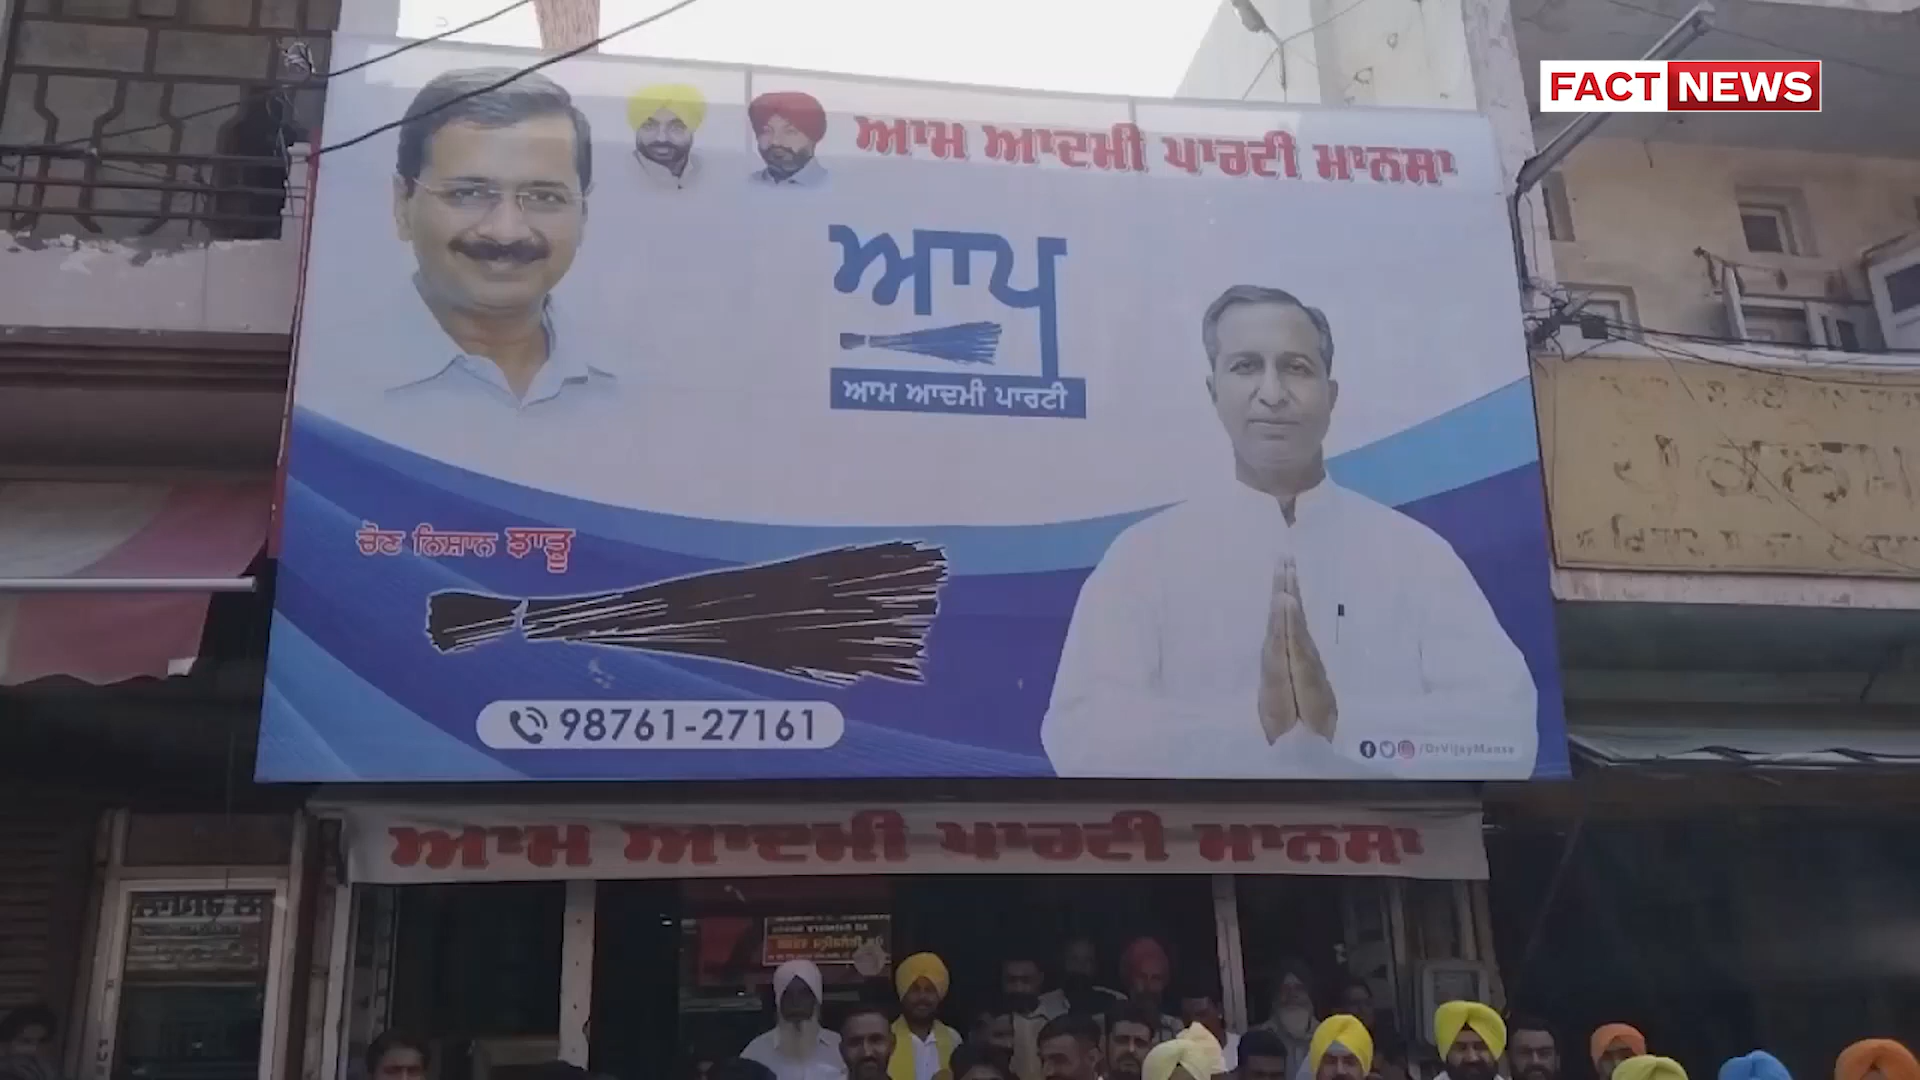 FACT NEWS
ਆਮ ਆਦਮੀ ਪਾਰਟੀ ਮਾਨਸਾ
ਆਪ
ਆਮ ਆਦਮੀ ਪਾਰਟੀ
ਚੋਣ ਨਿਸ਼ਾਨ ਝਾੜੂ
98761-27161
/DrVijayMansa
ਆਮ ਆਦਮੀ ਪਾਰਟੀ ਮਾਨਸਾ